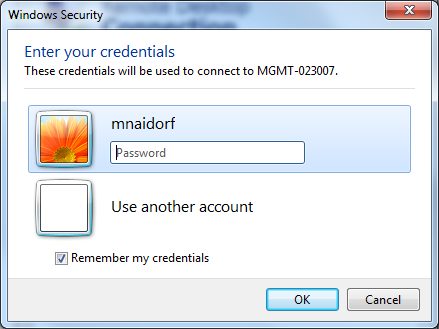 Windows Security
Enter your credentials
These credentials will be used to connect to MGMT-023007.
mnaidorf
Password
Use another account
Remember my credentials
OK
Cancel